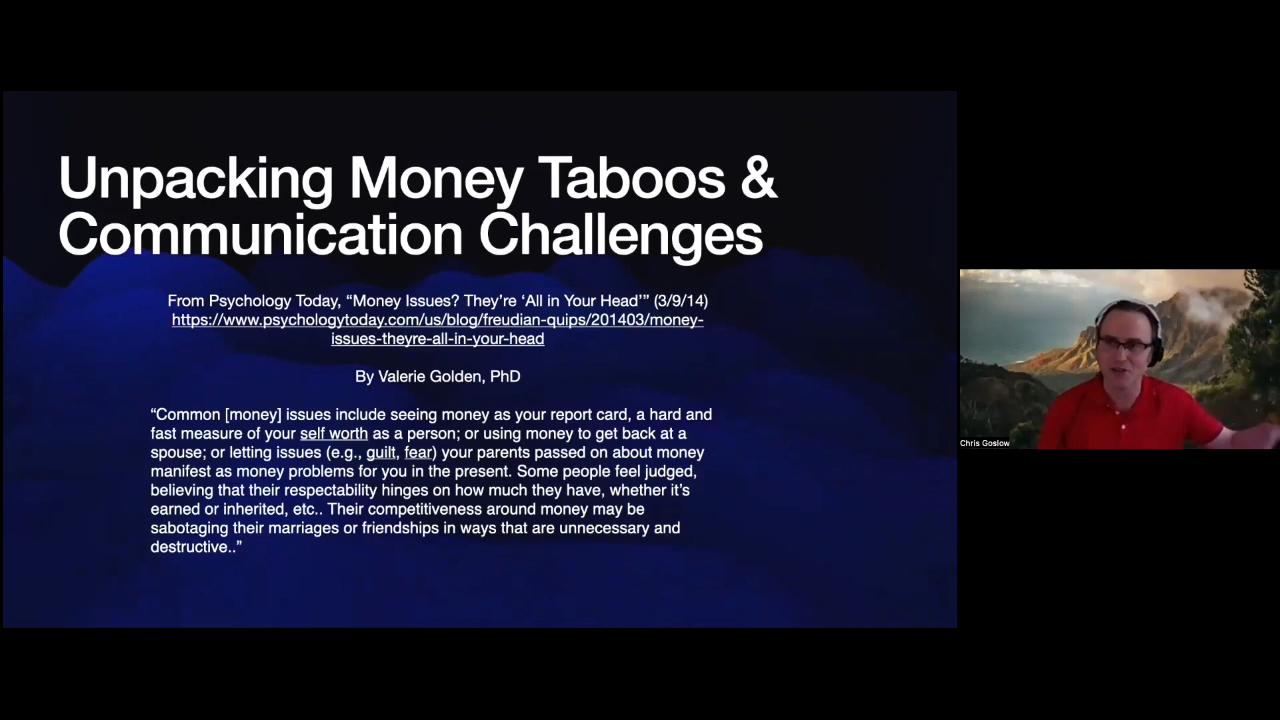 Unpacking Money Taboos &
Communication Challenges
From Psychology Today, “Money Issues? They’re ‘All in Your Head’” (3/9/14)
https://www.psychologytoday.com/us/blog/freudian-quips/201403/money-
issues-theyre-all-in-your-head
By Valerie Golden, PhD
“Common [money] issues include seeing money as your report card, a hard and
fast measure of your self worth as a person; or using money to get back at a
spouse; or letting issues (e.g., guilt, fear) your parents passed on about money
manifest as money problems for you in the present. Some people feel judged,
believing that their respectability hinges on how much they have, whether it’s
earned or inherited, etc.. Their competitiveness around money may be
sabotaging their marriages or friendships in ways that are unnecessary and
destructive..”
Chris Goslow